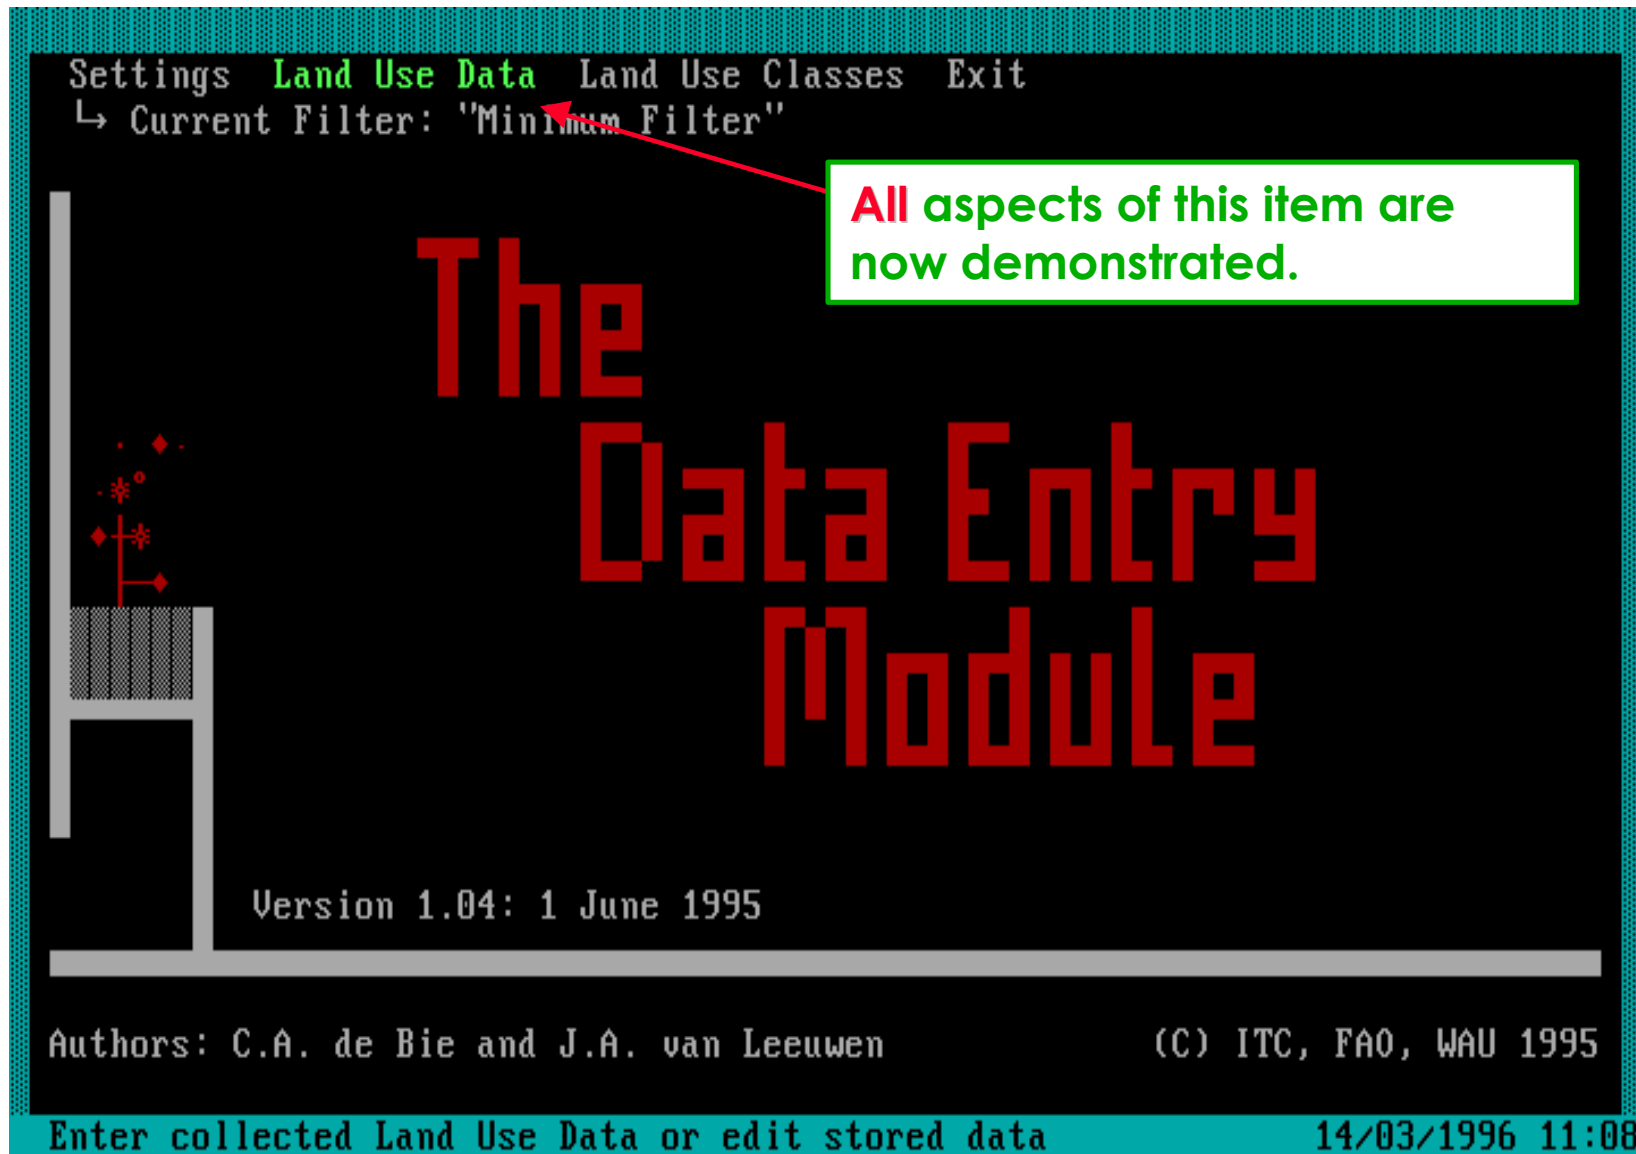 Settings Land Use Data Land Use Classes Exit
↳ Current Filter: "Minimum Filter"
All aspects of this item are
now demonstrated.
The
Data Entry
Module
Version 1.04: 1 June 1995
Authors: C.A. de Bie and J.A. van Leeuwen (C) ITC, FAO, WAU 1995
Enter collected Land Use Data or edit stored data 14/03/1996 11:08